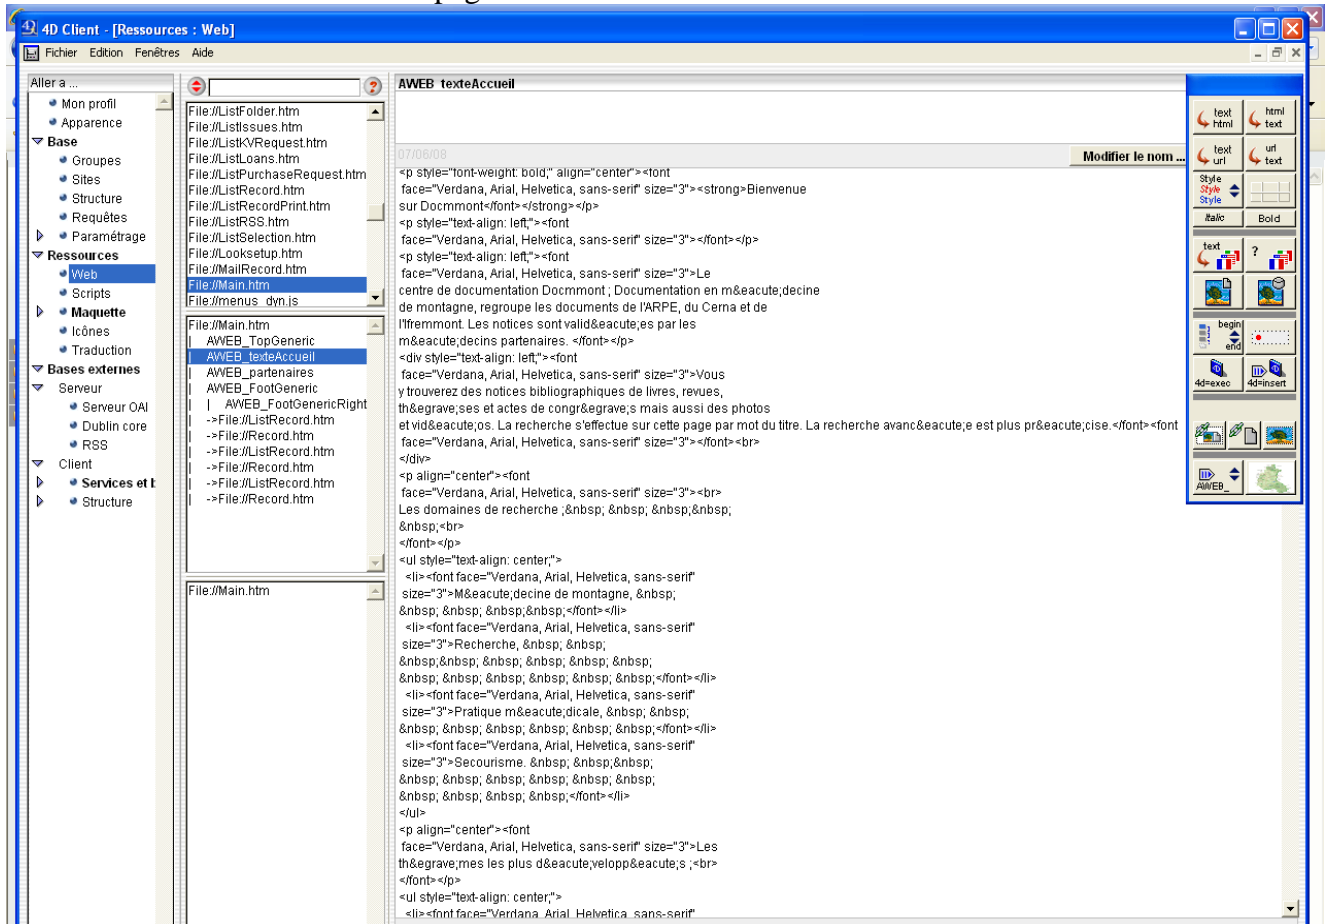 page
4D Client - [Ressources : Web]
Fichier Edition Fenêtres Aide
Aller a ...
Mon profil
Apparence
Base
Groupes
Sites
Structure
Requêtes
Paramétrage
Ressources
Web
Scripts
Maquette
Icônes
Traduction
Bases externes
Serveur
Serveur OAI
Dublin core
RSS
Client
Services et b
Structure
File://ListFolder.htm
File://ListIssues.htm
File://ListKVRequest.htm
File://ListLoans.htm
File://ListPurchaseRequest.htm
File://ListRecord.htm
File://ListRecordPrint.htm
File://ListRSS.htm
File://ListSelection.htm
File://Looksetup.htm
File://MailRecord.htm
File://Main.htm
File://menus_dyn.js
File://Main.htm
| AWEB_TopGeneric
| AWEB_texteAccueil
| AWEB_partenaires
| AWEB_FootGeneric
| | AWEB_FootGenericRight
| ->File://ListRecord.htm
| ->File://Record.htm
| ->File://ListRecord.htm
| ->File://Record.htm
| ->File://ListRecord.htm
| ->File://Record.htm
File://Main.htm
AWEB_texteAccueil
07/06/08
Modifier le nom ...
<p style="font-weight: bold;" align="center"><font
face="Verdana, Arial, Helvetica, sans-serif" size="3"><strong>Bienvenue
sur Docmmont</font></strong></p>
<p style="text-align: left;"><font
face="Verdana, Arial, Helvetica, sans-serif" size="3"></font></p>
<p style="text-align: left;"><font
face="Verdana, Arial, Helvetica, sans-serif" size="3">Le
centre de documentation Docmmont ; Documentation en m&eacute;decine
de montagne, regroupe les documents de l'ARPE, du Cerna et de
l'Ifremmont. Les notices sont valid&eacute;es par les
m&eacute;decins partenaires. </font></p>
<div style="text-align: left;"><font
face="Verdana, Arial, Helvetica, sans-serif" size="3">Vous
y trouverez des notices bibliographiques de livres, revues,
th&egrave;ses et actes de congr&egrave;s mais aussi des photos
et vid&eacute;os. La recherche s'effectue sur cette page par mot du titre. La recherche avanc&eacute;e est plus pr&eacute;cise.</font><font
face="Verdana, Arial, Helvetica, sans-serif" size="3"></font><br>
</div>
<p align="center"><font
face="Verdana, Arial, Helvetica, sans-serif" size="3"><br>
Les domaines de recherche ;&nbsp; &nbsp; &nbsp;&nbsp;
&nbsp;<br>
</font></p>
<ul style="text-align: center;">
<li><font face="Verdana, Arial, Helvetica, sans-serif"
size="3">M&eacute;decine de montagne, &nbsp;
&nbsp; &nbsp; &nbsp;&nbsp;</font></li>
<li><font face="Verdana, Arial, Helvetica, sans-serif"
size="3">Recherche, &nbsp; &nbsp;
&nbsp;&nbsp; &nbsp; &nbsp; &nbsp; &nbsp;
&nbsp; &nbsp; &nbsp; &nbsp; &nbsp; &nbsp;</font></li>
<li><font face="Verdana, Arial, Helvetica, sans-serif"
size="3">Pratique m&eacute;dicale, &nbsp; &nbsp;
&nbsp; &nbsp; &nbsp; &nbsp; &nbsp; &nbsp;</font></li>
<li><font face="Verdana, Arial, Helvetica, sans-serif"
size="3">Secourisme. &nbsp; &nbsp;&nbsp;
&nbsp; &nbsp; &nbsp; &nbsp; &nbsp; &nbsp;
&nbsp; &nbsp; &nbsp; &nbsp;</font></li>
</ul>
<p align="center"><font
face="Verdana, Arial, Helvetica, sans-serif" size="3">Les
th&egrave;mes les plus d&eacute;velopp&eacute;s ;<br>
</font></p>
<ul style="text-align: center;">
<li><font face="Verdana, Arial, Helvetica, sans-serif"
text html
html text
text url
url text
Style
Style
Style
Italic
Bold
text
?
begin
end
4d=exec
4d=insert
AWEB_